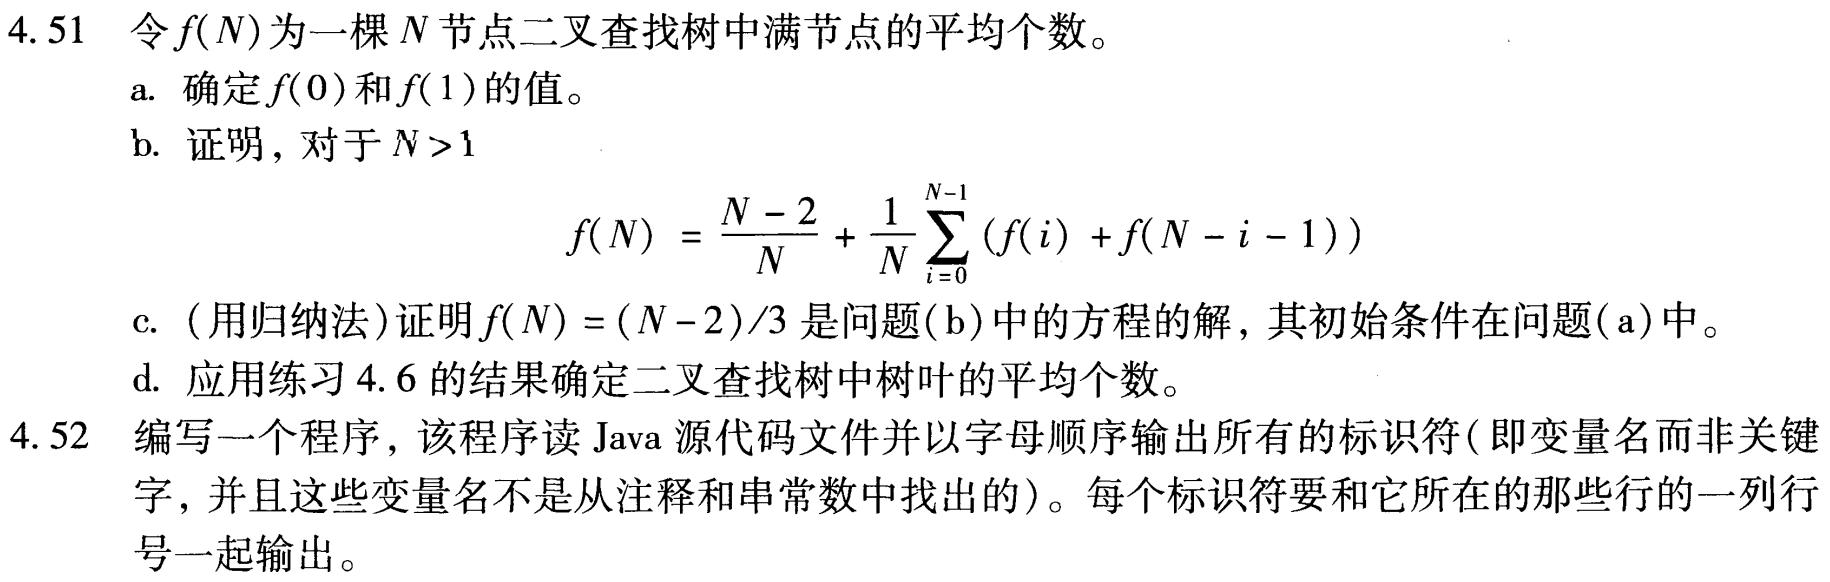 4.51 令f(N)为一棵 N 节点二叉查找树中满节点的平均个数。
a. 确定f(0)和f(1)的值。
b. 证明，对于 N>1
f(N) = \frac{N-2}{N} + \frac{1}{N} \sum_{i=0}^{N-1} (f(i) + f(N-i-1))
c. (用归纳法)证明f(N) = (N-2)/3 是问题(b)中的方程的解，其初始条件在问题(a)中。
d. 应用练习 4.6 的结果确定二叉查找树中树叶的平均个数。
4.52 编写一个程序，该程序读 Java 源代码文件并以字母顺序输出所有的标识符(即变量名而非关键
字，并且这些变量名不是从注释和串常数中找出的)。每个标识符要和它所在的那些行的一列行
号一起输出。